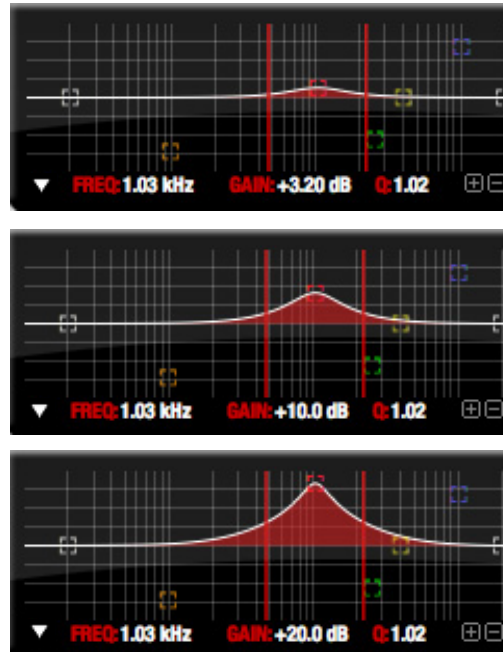 FREQ: 1.03 kHz GAIN: +3.20 dB Q: 1.02
FREQ: 1.03 kHz GAIN: +10.0 dB Q: 1.02
FREQ: 1.03 kHz GAIN: +20.0 dB Q: 1.02